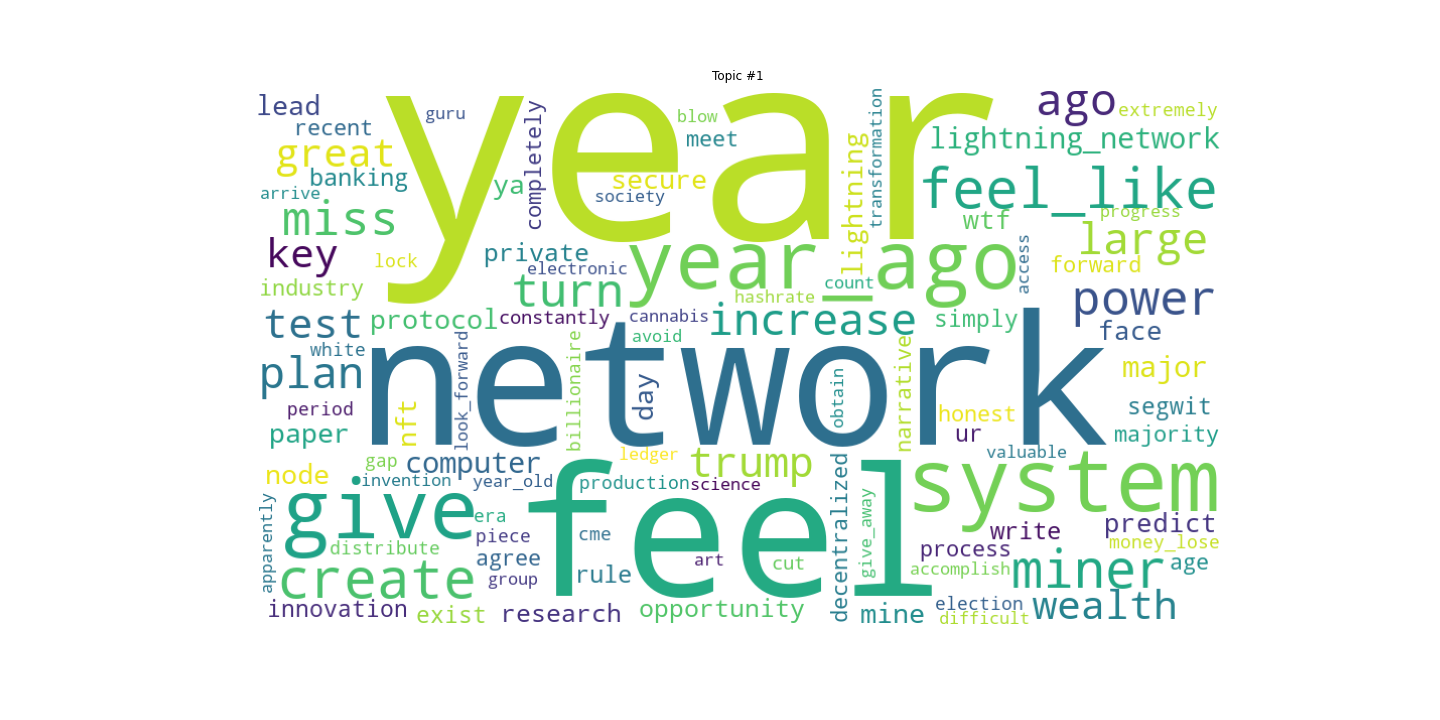 Topic #1
year
lead
guru
completely
blow
transformation
ago
extremely
recent
meet
lightning
lightning_network
great
banking
ya
secure
feel_like
arrive
society
miss
wtf
progress
key
lock
private
year_ago
large
electronic
access
forward
industry
turn
hashrate
count
power
test
protocol
constantly
cannabis
increase
simply
face
white
look_forward
billionaire
avoid
network
narrative
plan
day
obtain
major
period
nft
honest
segwit
paper
ur
majority
gap
computer
ledger
trump
valuable
node
invention
year_old
production
science
decentralized
system
apparently
give
era
feel
give_away
distribute
piece
cme
write
predict
agree
art
cut
process
money_lose
create
group
rule
accomplish
miner
age
innovation
exist
research
opportunity
mine
election
difficult
wealth